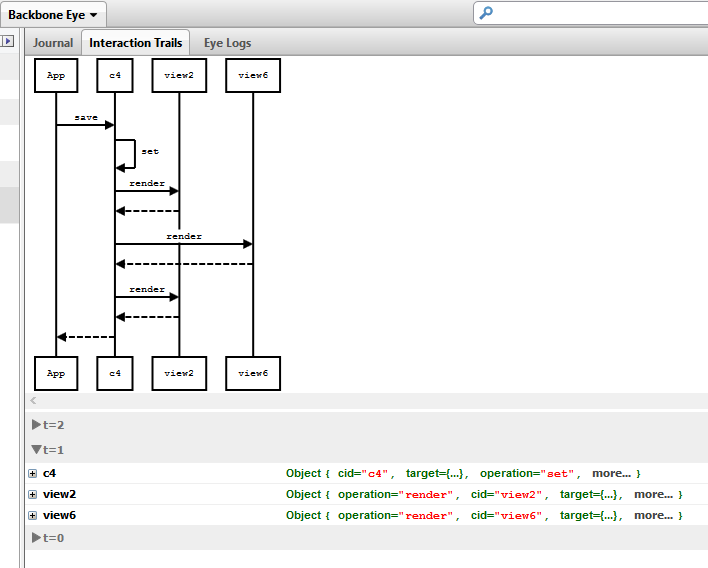 Backbone Eye
Journal Interaction Trails Eye Logs
App c4 view2 view6
save
set
render
render
render
App c4 view2 view6
t=2
t=1
c4 Object { cid="c4", target={...}, operation="set", more... }
view2 Object { operation="render", cid="view2", target={...}, more... }
view6 Object { operation="render", cid="view6", target={...}, more... }
t=0